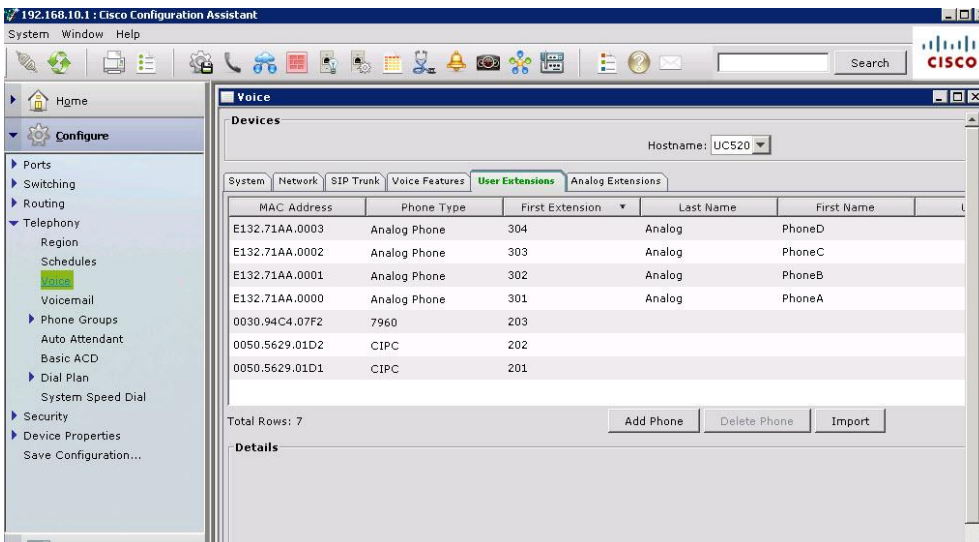 192.168.10.1 : Cisco Configuration Assistant
System Window Help
Search
CISCO
Home
Configure
Ports
Switching
Routing
Telephony
Region
Schedules
Voice
Voicemail
Phone Groups
Auto Attendant
Basic ACD
Dial Plan
System Speed Dial
Security
Device Properties
Save Configuration...
Voice
Devices
Hostname: UC520
System Network SIP Trunk Voice Features User Extensions Analog Extensions
MAC Address Phone Type First Extension Last Name First Name
E132.71AA.0003 Analog Phone 304 Analog PhoneD
E132.71AA.0002 Analog Phone 303 Analog PhoneC
E132.71AA.0001 Analog Phone 302 Analog PhoneB
E132.71AA.0000 Analog Phone 301 Analog PhoneA
0030.94C4.07F2 7960 203
0050.5629.01D2 CIPC 202
0050.5629.01D1 CIPC 201
Total Rows: 7 Add Phone Delete Phone Import
Details